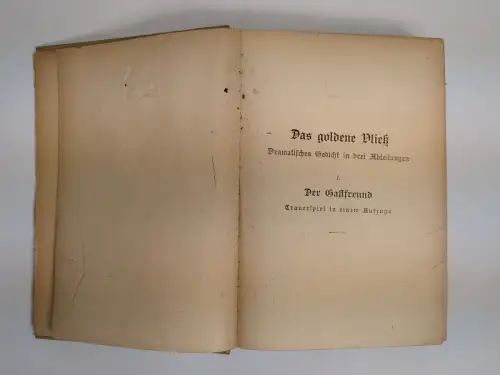 Das goldene Vließ
Dramatisches Gedicht in drei Abteilungen
I.
Der Gastfreund
Trauerspiel in einem Aufzuge